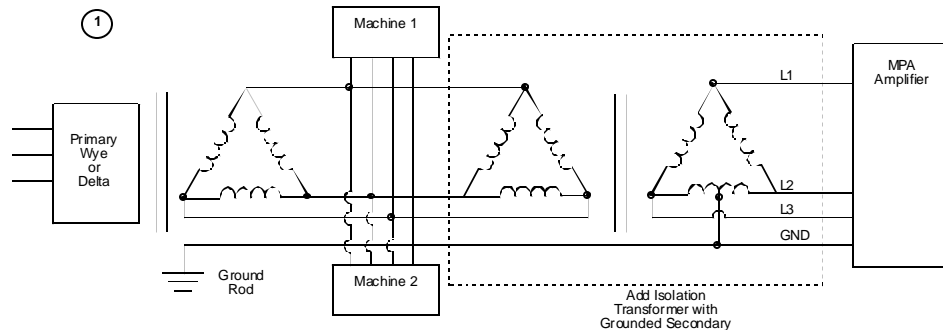 1
Machine 1
MPA
Amplifier
L1
Primary
Wye
or
Delta
L2
L3
GND
Ground
Rod
Machine 2
Add Isolation
Transformer with
Grounded Secondary